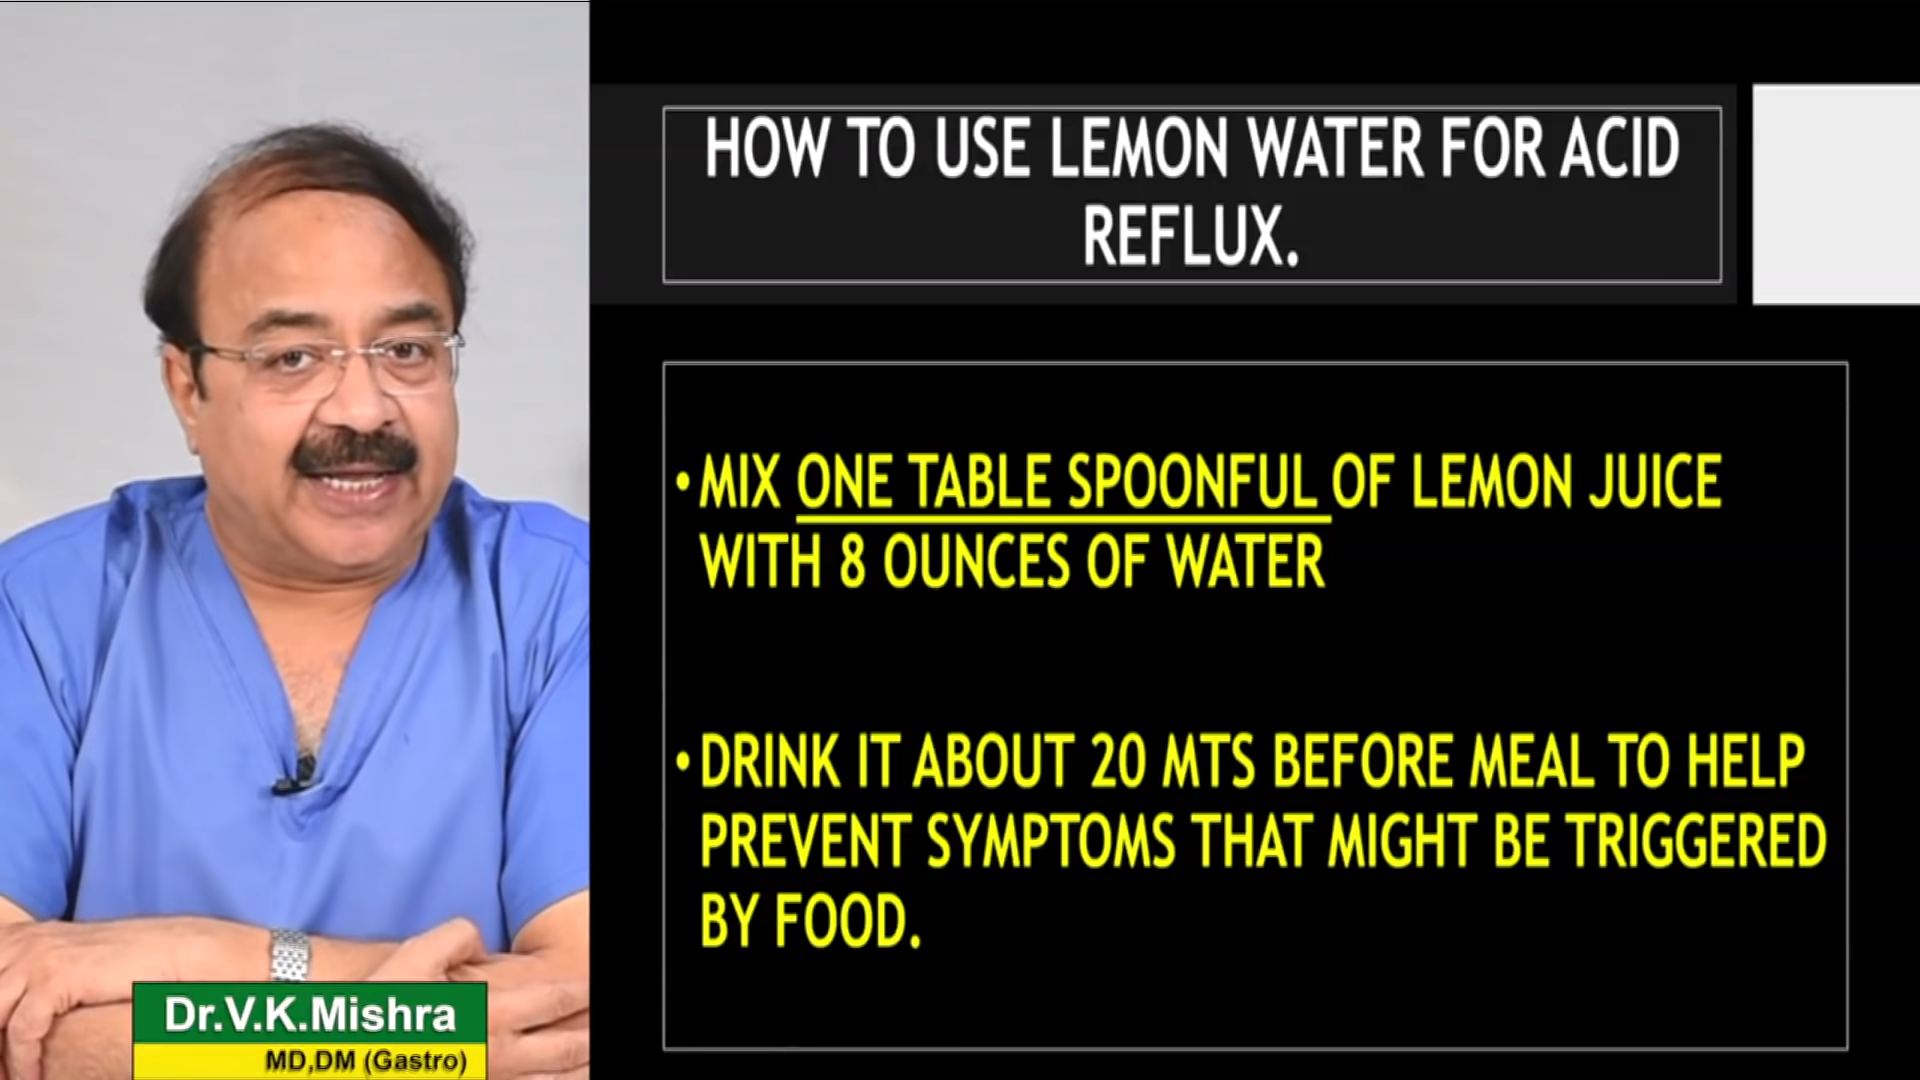 HOW TO USE LEMON WATER FOR ACID
REFLUX.
• MIX ONE TABLE SPOONFUL OF LEMON JUICE
WITH 8 OUNCES OF WATER
• DRINK IT ABOUT 20 MTS BEFORE MEAL TO HELP
PREVENT SYMPTOMS THAT MIGHT BE TRIGGERED
BY FOOD.
Dr.V.K.Mishra
MD,DM (Gastro)